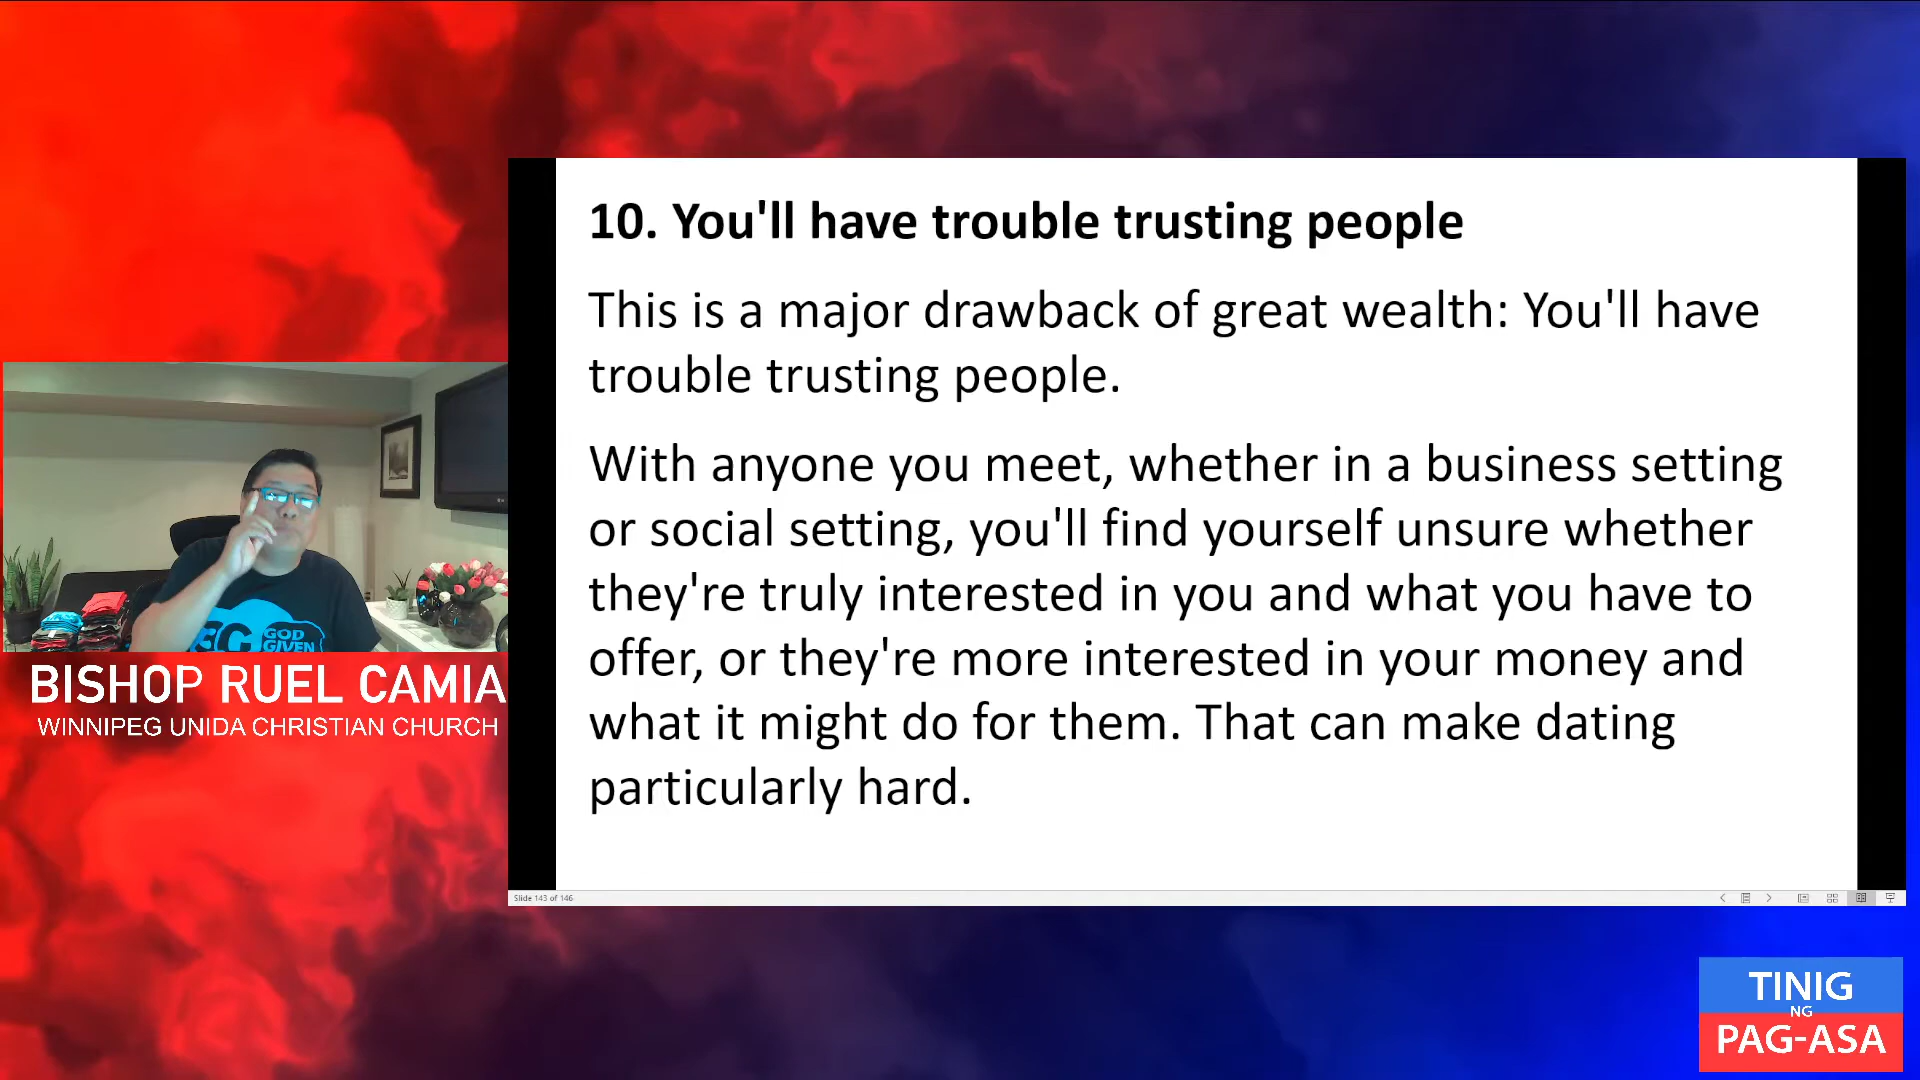 10. You'll have trouble trusting people
This is a major drawback of great wealth: You'll have
trouble trusting people.
With anyone you meet, whether in a business setting
or social setting, you'll find yourself unsure whether
they're truly interested in you and what you have to
offer, or they're more interested in your money and
what it might do for them. That can make dating
particularly hard.
Slide 143 of 146
GOD
GIVEN
BISHOP RUEL CAMIA
WINNIPEG UNIDA CHRISTIAN CHURCH
TINIG
NG
PAG-ASA